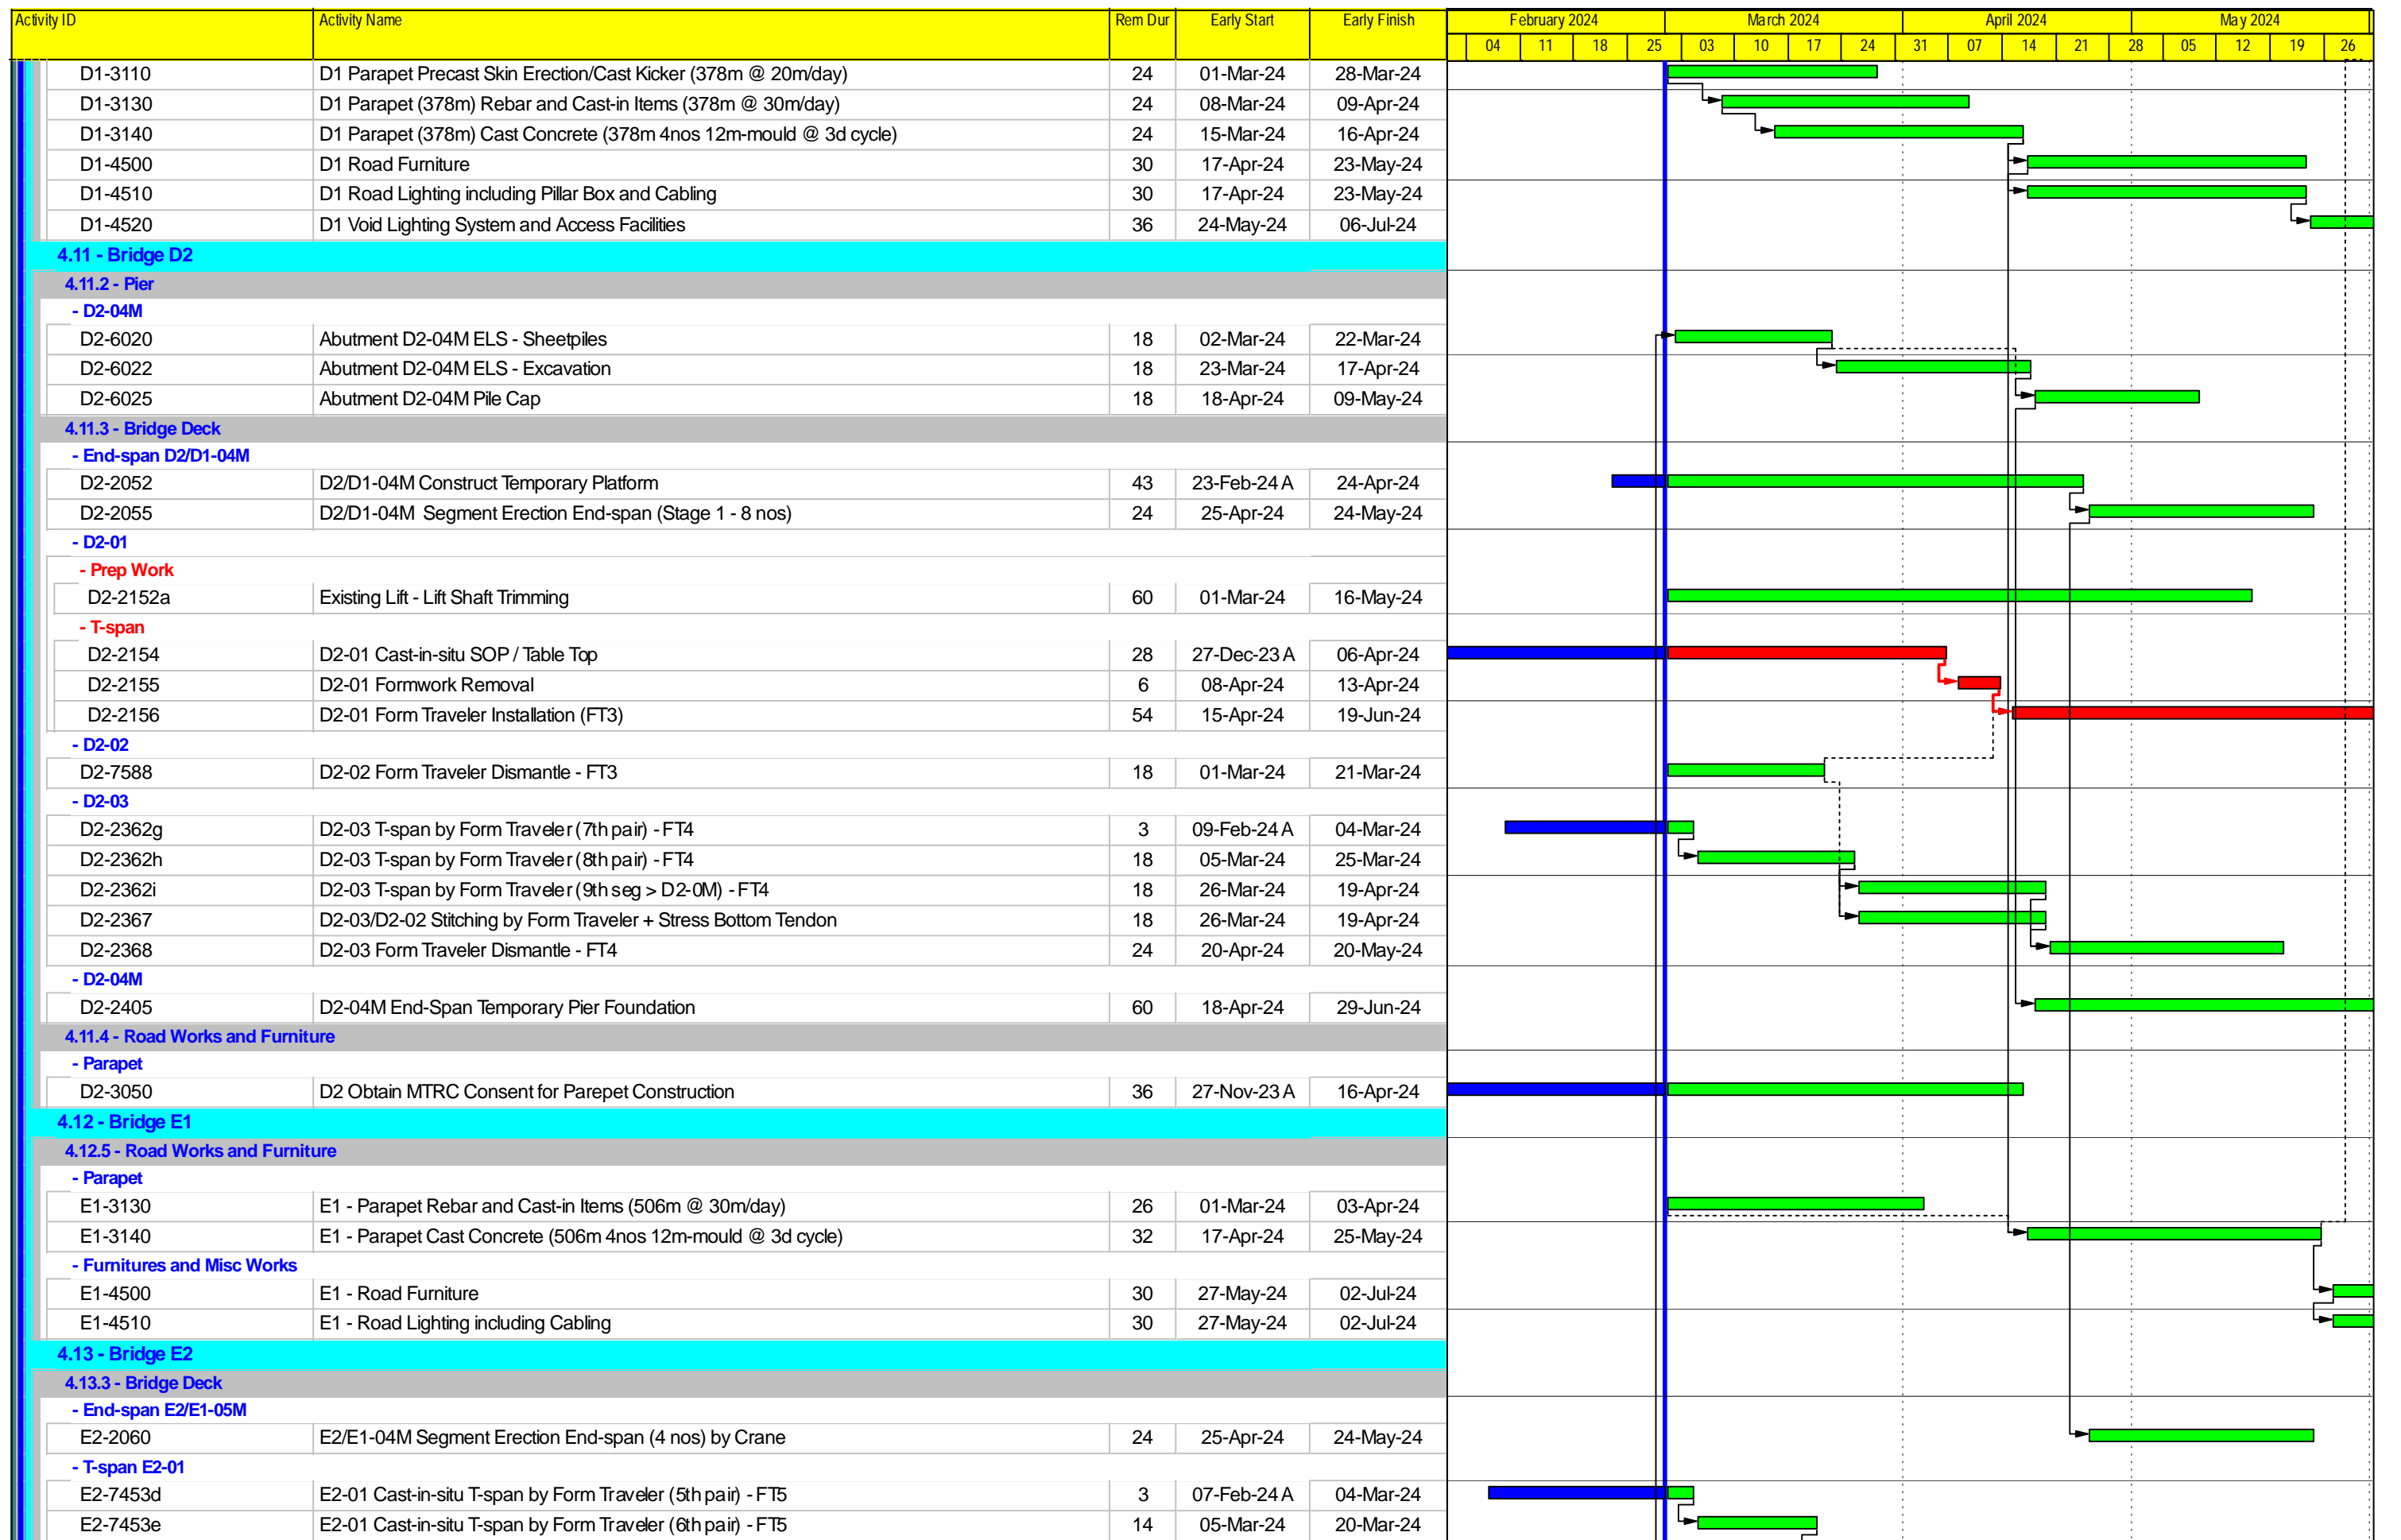 Activity ID Activity Name Rem Dur Early Start Early Finish February 2024 March 2024 April 2024 May 2024
04 11 18 25 03 10 17 24 31 07 14 21 28 05 12 19 26
D1-3110 D1 Parapet Precast Skin Erection/Cast Kicker (378m @ 20m/day) 24 01-Mar-24 28-Mar-24
D1-3130 D1 Parapet (378m) Rebar and Cast-in Items (378m @ 30m/day) 24 08-Mar-24 09-Apr-24
D1-3140 D1 Parapet (378m) Cast Concrete (378m 4nos 12m-mould @ 3d cycle) 24 15-Mar-24 16-Apr-24
D1-4500 D1 Road Furniture 30 17-Apr-24 23-May-24
D1-4510 D1 Road Lighting including Pillar Box and Cabling 30 17-Apr-24 23-May-24
D1-4520 D1 Void Lighting System and Access Facilities 36 24-May-24 06-Jul-24
4.11 - Bridge D2
4.11.2 - Pier
- D2-04M
D2-6020 Abutment D2-04M ELS - Sheetpiles 18 02-Mar-24 22-Mar-24
D2-6022 Abutment D2-04M ELS - Excavation 18 23-Mar-24 17-Apr-24
D2-6025 Abutment D2-04M Pile Cap 18 18-Apr-24 09-May-24
4.11.3 - Bridge Deck
- End-span D2/D1-04M
D2-2052 D2/D1-04M Construct Temporary Platform 43 23-Feb-24 A 24-Apr-24
D2-2055 D2/D1-04M Segment Erection End-span (Stage 1 - 8 nos) 24 25-Apr-24 24-May-24
- D2-01
- Prep Work
D2-2152a Existing Lift - Lift Shaft Trimming 60 01-Mar-24 16-May-24
- T-span
D2-2154 D2-01 Cast-in-situ SOP / Table Top 28 27-Dec-23 A 06-Apr-24
D2-2155 D2-01 Formwork Removal 6 08-Apr-24 13-Apr-24
D2-2156 D2-01 Form Traveler Installation (FT3) 54 15-Apr-24 19-Jun-24
- D2-02
D2-7588 D2-02 Form Traveler Dismantle - FT3 18 01-Mar-24 21-Mar-24
- D2-03
D2-2362g D2-03 T-span by Form Traveler (7th pair) - FT4 3 09-Feb-24 A 04-Mar-24
D2-2362h D2-03 T-span by Form Traveler (8th pair) - FT4 18 05-Mar-24 25-Mar-24
D2-2362i D2-03 T-span by Form Traveler (9th seg > D2-0M) - FT4 18 26-Mar-24 19-Apr-24
D2-2367 D2-03/D2-02 Stitching by Form Traveler + Stress Bottom Tendon 18 26-Mar-24 19-Apr-24
D2-2368 D2-03 Form Traveler Dismantle - FT4 24 20-Apr-24 20-May-24
- D2-04M
D2-2405 D2-04M End-Span Temporary Pier Foundation 60 18-Apr-24 29-Jun-24
4.11.4 - Road Works and Furniture
- Parapet
D2-3050 D2 Obtain MTRC Consent for Parepet Construction 36 27-Nov-23 A 16-Apr-24
4.12 - Bridge E1
4.12.5 - Road Works and Furniture
- Parapet
E1-3130 E1 - Parapet Rebar and Cast-in Items (506m @ 30m/day) 26 01-Mar-24 03-Apr-24
E1-3140 E1 - Parapet Cast Concrete (506m 4nos 12m-mould @ 3d cycle) 32 17-Apr-24 25-May-24
- Furnitures and Misc Works
E1-4500 E1 - Road Furniture 30 27-May-24 02-Jul-24
E1-4510 E1 - Road Lighting including Cabling 30 27-May-24 02-Jul-24
4.13 - Bridge E2
4.13.3 - Bridge Deck
- End-span E2/E1-05M
E2-2060 E2/E1-04M Segment Erection End-span (4 nos) by Crane 24 25-Apr-24 24-May-24
- T-span E2-01
E2-7453d E2-01 Cast-in-situ T-span by Form Traveler (5th pair) - FT5 3 07-Feb-24 A 04-Mar-24
E2-7453e E2-01 Cast-in-situ T-span by Form Traveler (6th pair) - FT5 14 05-Mar-24 20-Mar-24